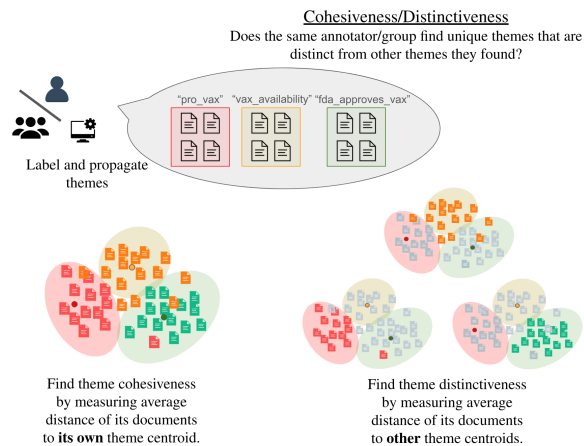 Cohesiveness/Distinctiveness
Does the same annotator/group find unique themes that are
distinct from other themes they found?
"pro_vax" "vax_availability" "fda_approves_vax"
Label and propagate
themes
Find theme cohesiveness
by measuring average
distance of its documents
to its own theme centroid.
Find theme distinctiveness
by measuring average
distance of its documents
to other theme centroids.